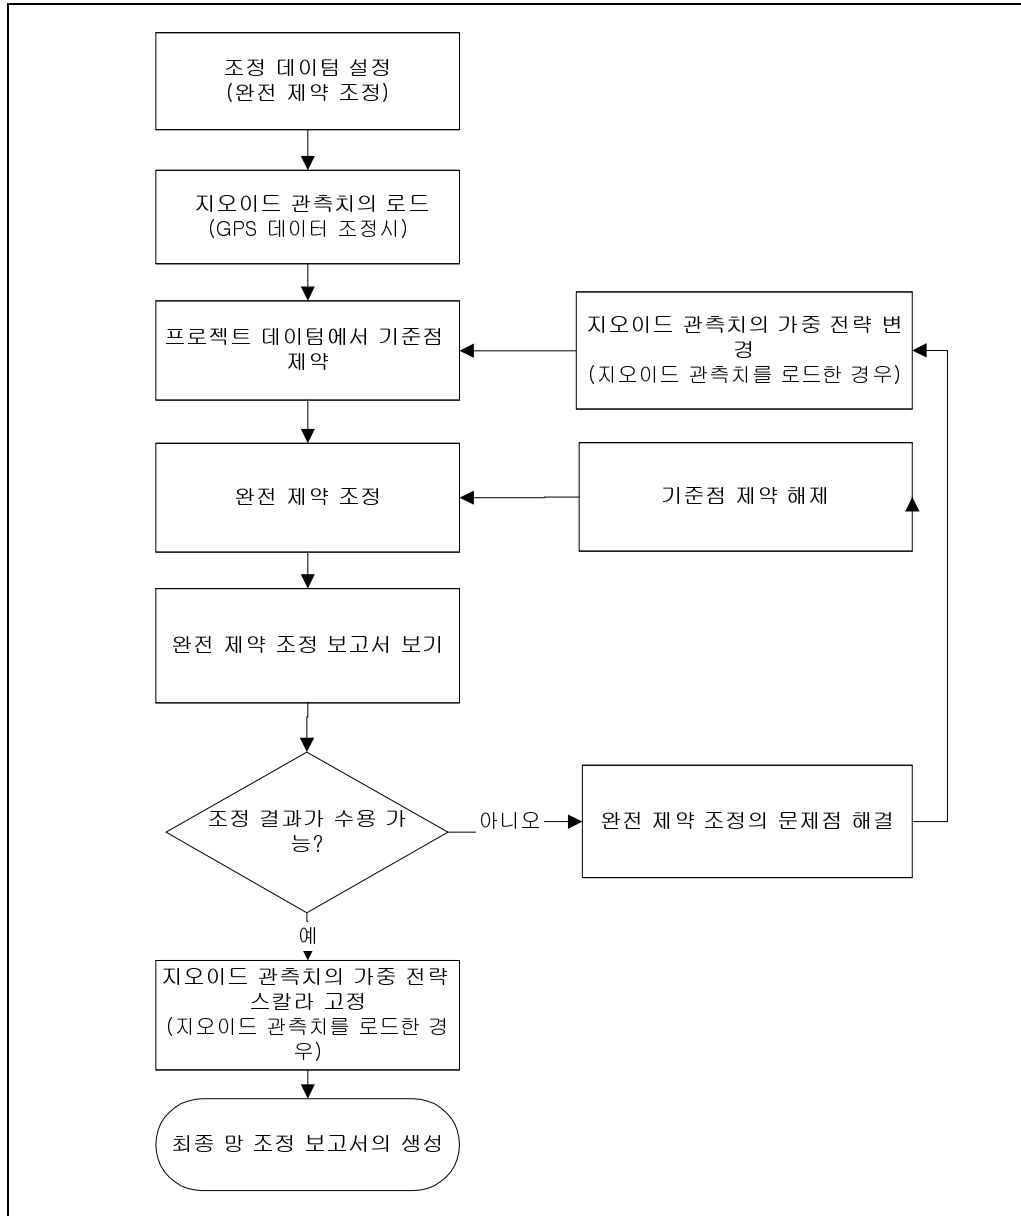 조정 데이텀 설정
(완전 제약 조정)
지오이드 관측치의 로드
(GPS 데이터 조정시)
프로젝트 데이텀에서 기준점
제약
지오이드 관측치의 가중 전략 변
경
(지오이드 관측치를 로드한 경우)
완전 제약 조정
기준점 제약 해제
완전 제약 조정 보고서 보기
조정 결과가 수용 가
능?
아니오
완전 제약 조정의 문제점 해결
예
지오이드 관측치의 가중 전략
스칼라 고정
(지오이드 관측치를 로드한 경
우)
최종 망 조정 보고서의 생성